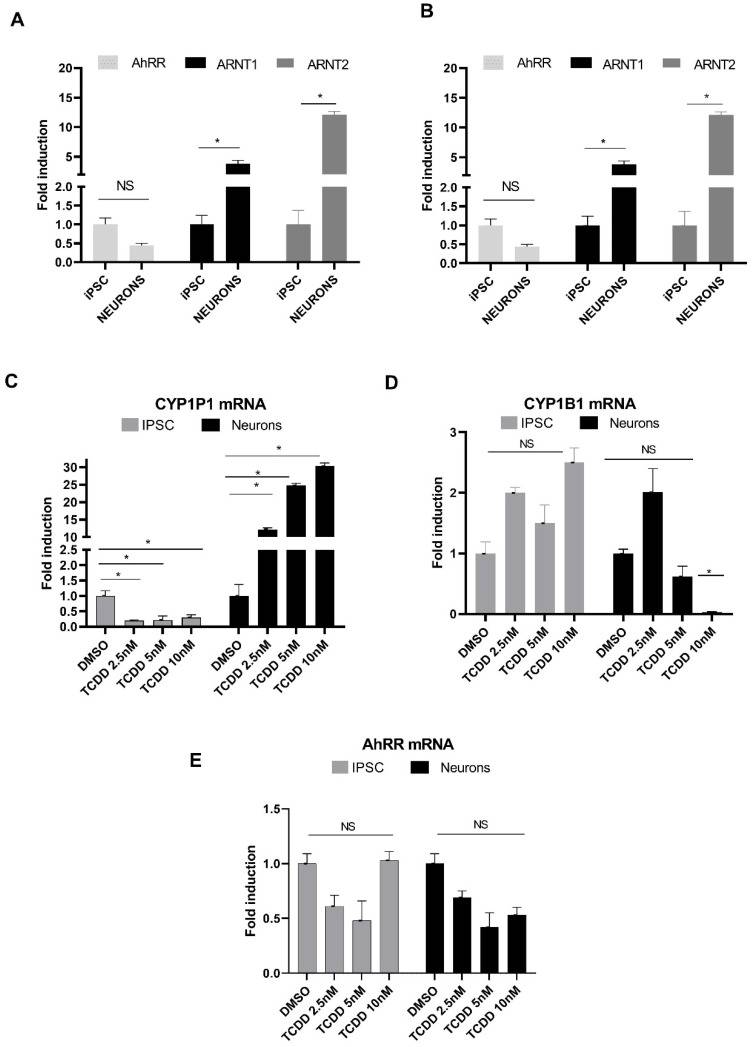 A
AhRR ARNT1 ARNT2
Fold induction
20
15
10
5
2.0
1.5
1.0
0.5
0.0
NS
*
*
iPSC
NEURONS
iPSC
NEURONS
iPSC
NEURONS
B
AhRR ARNT1 ARNT2
Fold induction
20
15
10
5
2.0
1.5
1.0
0.5
0.0
NS
*
*
iPSC
NEURONS
iPSC
NEURONS
iPSC
NEURONS
C
CYP1P1 mRNA
IPSC Neurons
Fold induction
30
25
20
15
10
2.5
2.0
1.5
1.0
0.5
0.0
*
*
*
*
*
*
DMSO
TCDD 2.5nM
TCDD 5nM
TCDD 10nM
DMSO
TCDD 2.5nM
TCDD 5nM
TCDD 10nM
D
CYP1B1 mRNA
IPSC Neurons
Fold induction
3
2
1
0
NS
NS
*
DMSO
TCDD 2.5nM
TCDD 5nM
TCDD 10nM
DMSO
TCDD 2.5nM
TCDD 5nM
TCDD 10nM
E
AhRR mRNA
IPSC Neurons
Fold induction
1.5
1.0
0.5
0.0
NS
NS
DMSO
TCDD 2.5nM
TCDD 5nM
TCDD 10nM
DMSO
TCDD 2.5nM
TCDD 5nM
TCDD 10nM